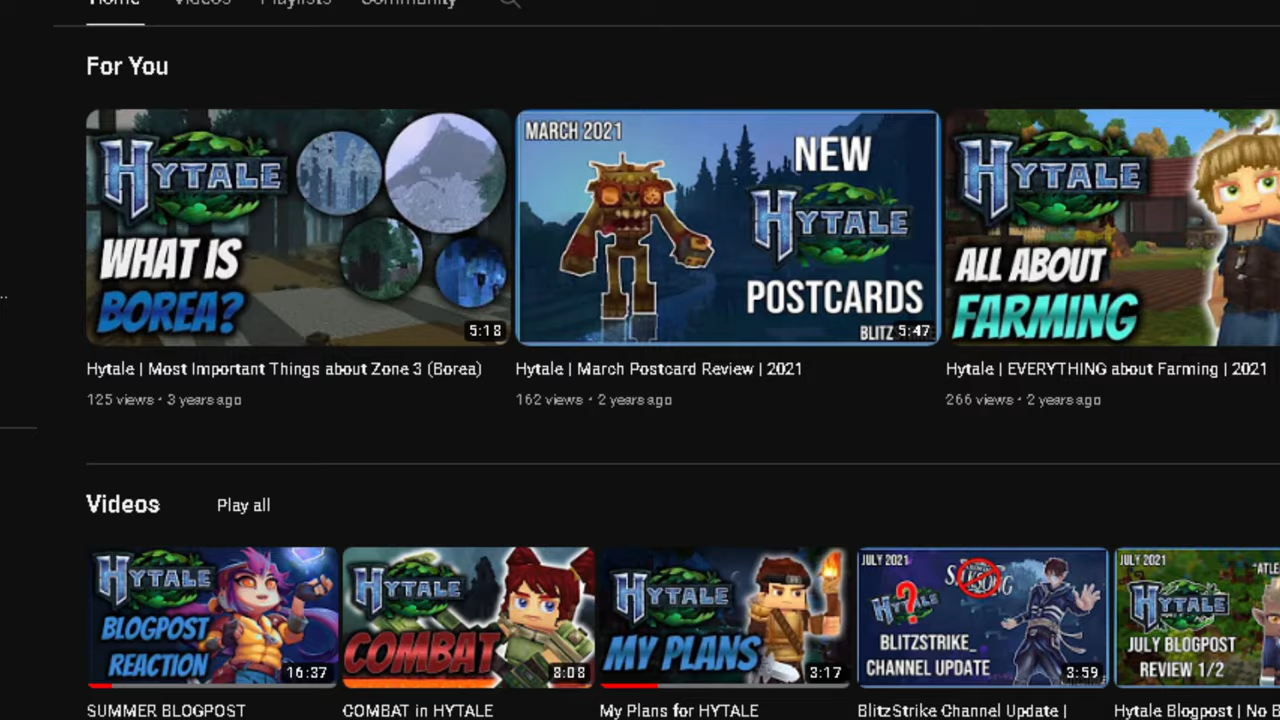 Home Videos Playlists Community
For You
HYTALE
WHAT IS
BOREA?
5:18
MARCH 2021
NEW
HYTALE
POSTCARDS
BLITZ 5:47
HYTALE
ALL ABOUT
FARMING
Hytale | Most Important Things about Zone 3 (Borea)
125 views • 3 years ago
Hytale | March Postcard Review | 2021
162 views • 2 years ago
Hytale | EVERYTHING about Farming | 2021
266 views • 2 years ago
..
Videos Play all
HYTALE
BLOGPOST
REACTION
16:37
HYTALE
COMBAT
8:08
HYTALE
MY PLANS
3:17
JULY 2021
HYTALE
?
BLITZSTRIKE_
CHANNEL UPDATE
3:59
JULY 2021
HYTALE
JULY BLOGPOST
REVIEW 1/2
SUMMER BLOGPOST
COMBAT in HYTALE
My Plans for HYTALE
BlitzStrike Channel Update |
Hytale Blogpost | No B